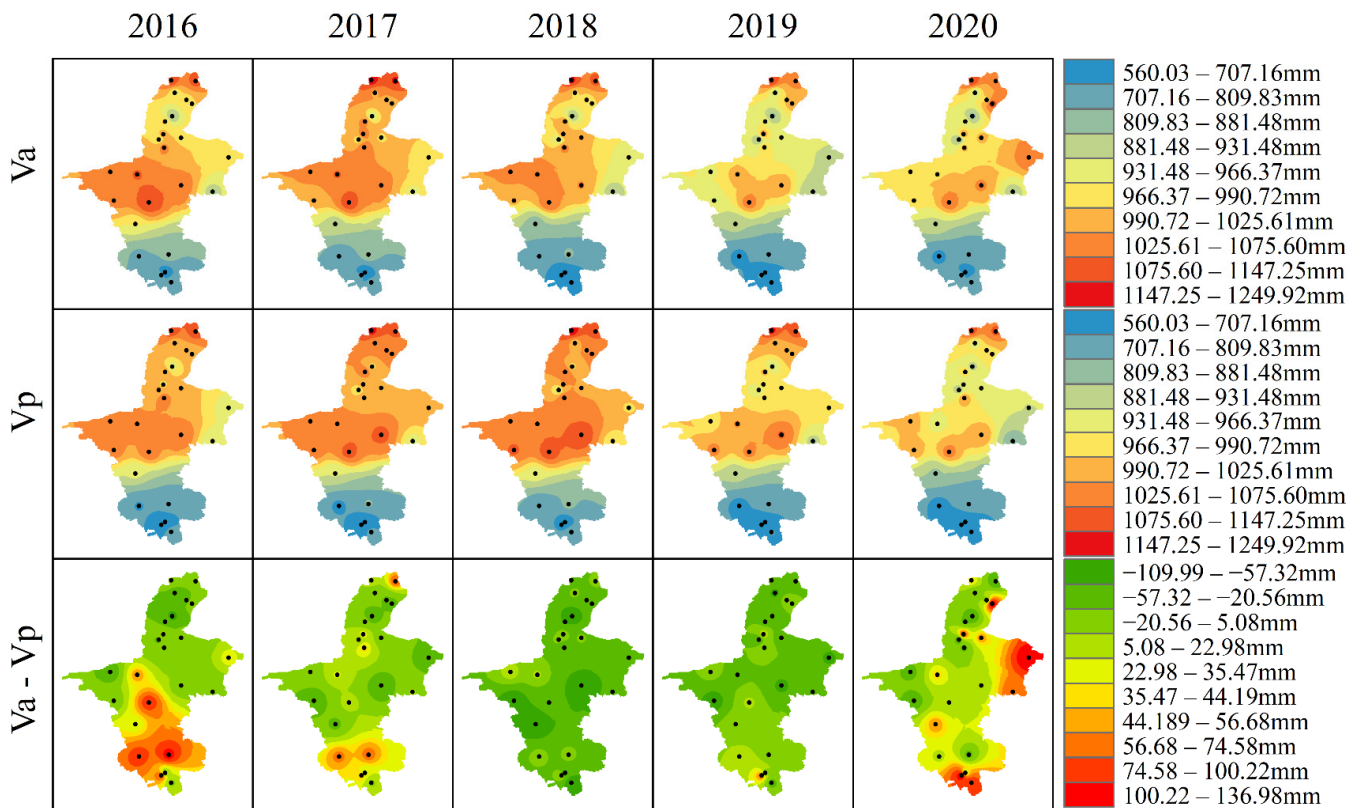 2016 2017 2018 2019 2020
Va
560.03 – 707.16mm
707.16 – 809.83mm
809.83 – 881.48mm
881.48 – 931.48mm
931.48 – 966.37mm
966.37 – 990.72mm
990.72 – 1025.61mm
1025.61 – 1075.60mm
1075.60 – 1147.25mm
1147.25 – 1249.92mm
Vp
560.03 – 707.16mm
707.16 – 809.83mm
809.83 – 881.48mm
881.48 – 931.48mm
931.48 – 966.37mm
966.37 – 990.72mm
990.72 – 1025.61mm
1025.61 – 1075.60mm
1075.60 – 1147.25mm
1147.25 – 1249.92mm
Va - Vp
−109.99 – −57.32mm
−57.32 – −20.56mm
−20.56 – 5.08mm
5.08 – 22.98mm
22.98 – 35.47mm
35.47 – 44.19mm
44.189 – 56.68mm
56.68 – 74.58mm
74.58 – 100.22mm
100.22 – 136.98mm